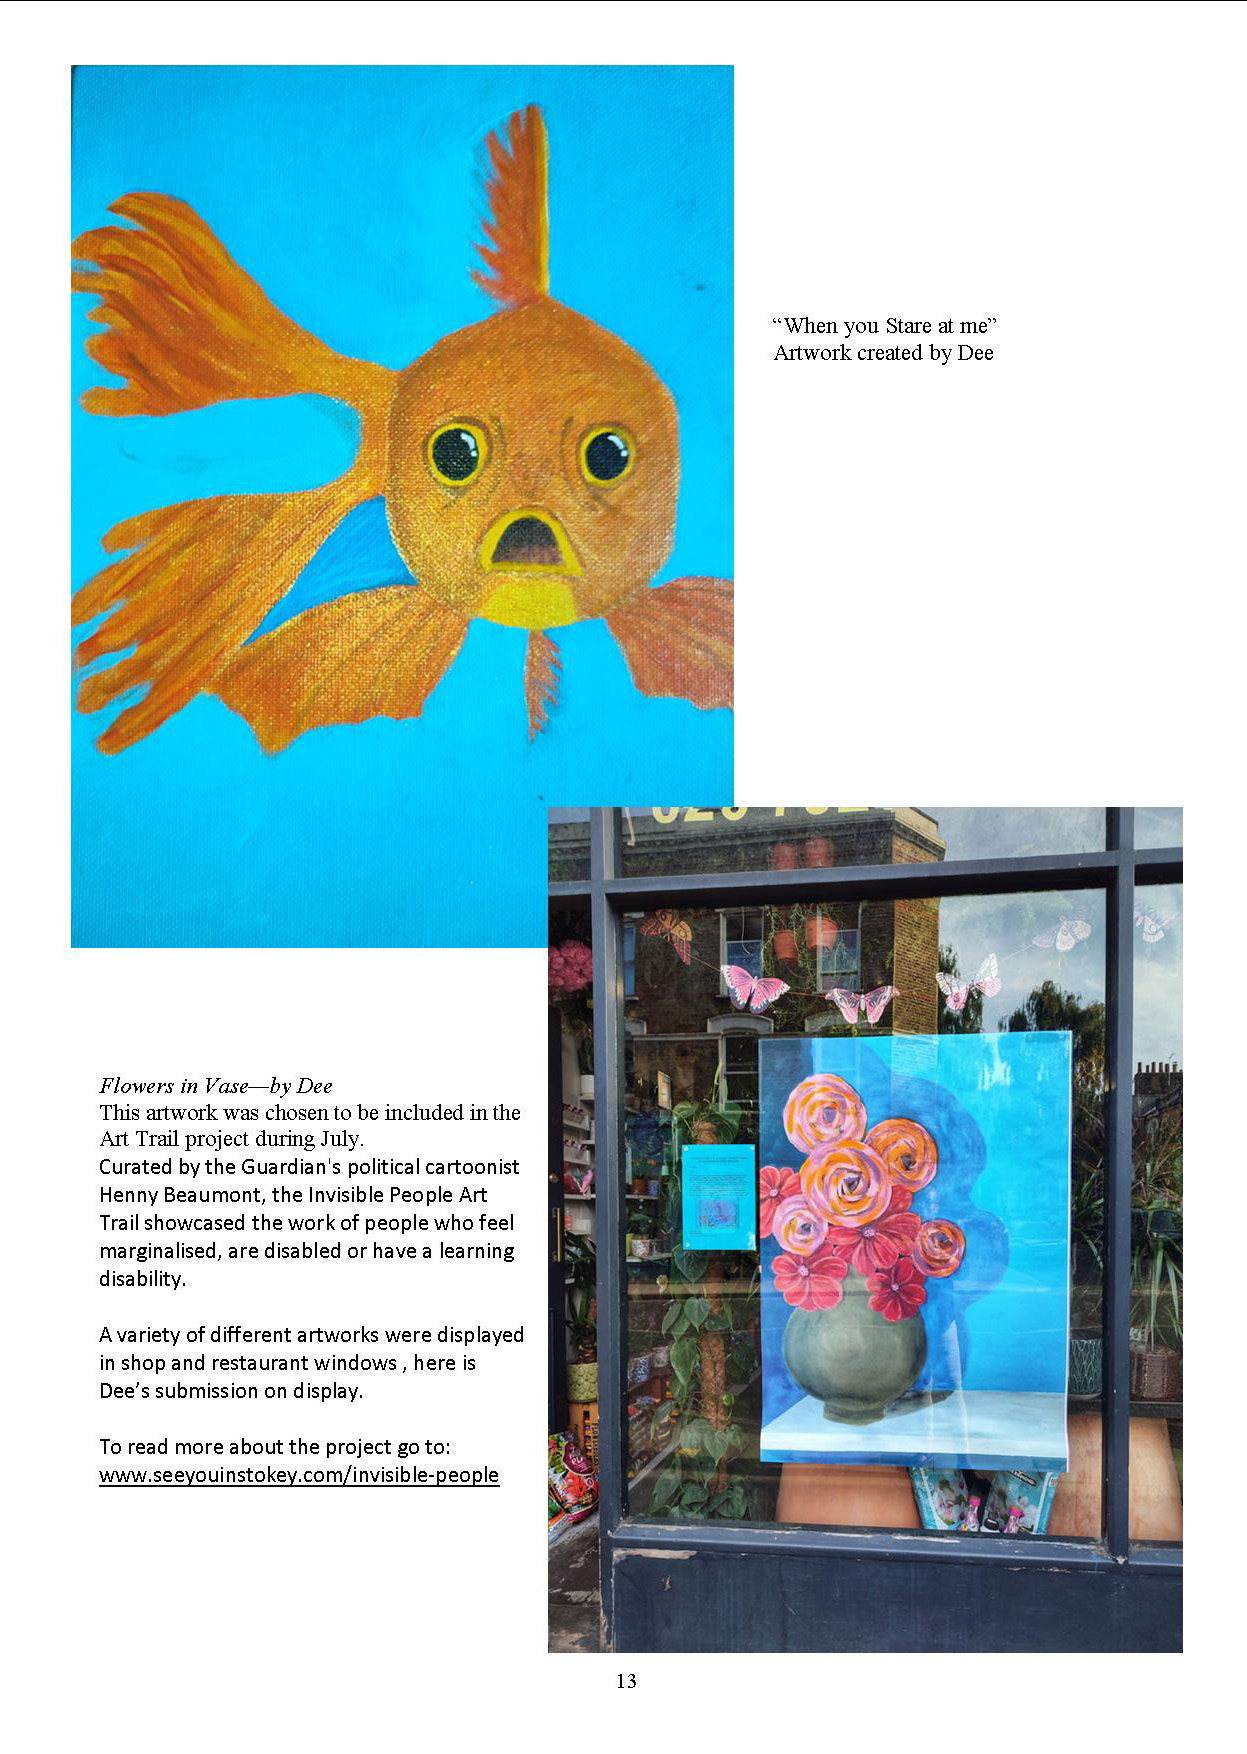 “When you Stare at me”
Artwork created by Dee
Flowers in Vase—by Dee
This artwork was chosen to be included in the
Art Trail project during July.
Curated by the Guardian's political cartoonist
Henny Beaumont, the Invisible People Art
Trail showcased the work of people who feel
marginalised, are disabled or have a learning
disability.
A variety of different artworks were displayed
in shop and restaurant windows , here is
Dee’s submission on display.
To read more about the project go to:
www.seeyouinstokey.com/invisible-people
13